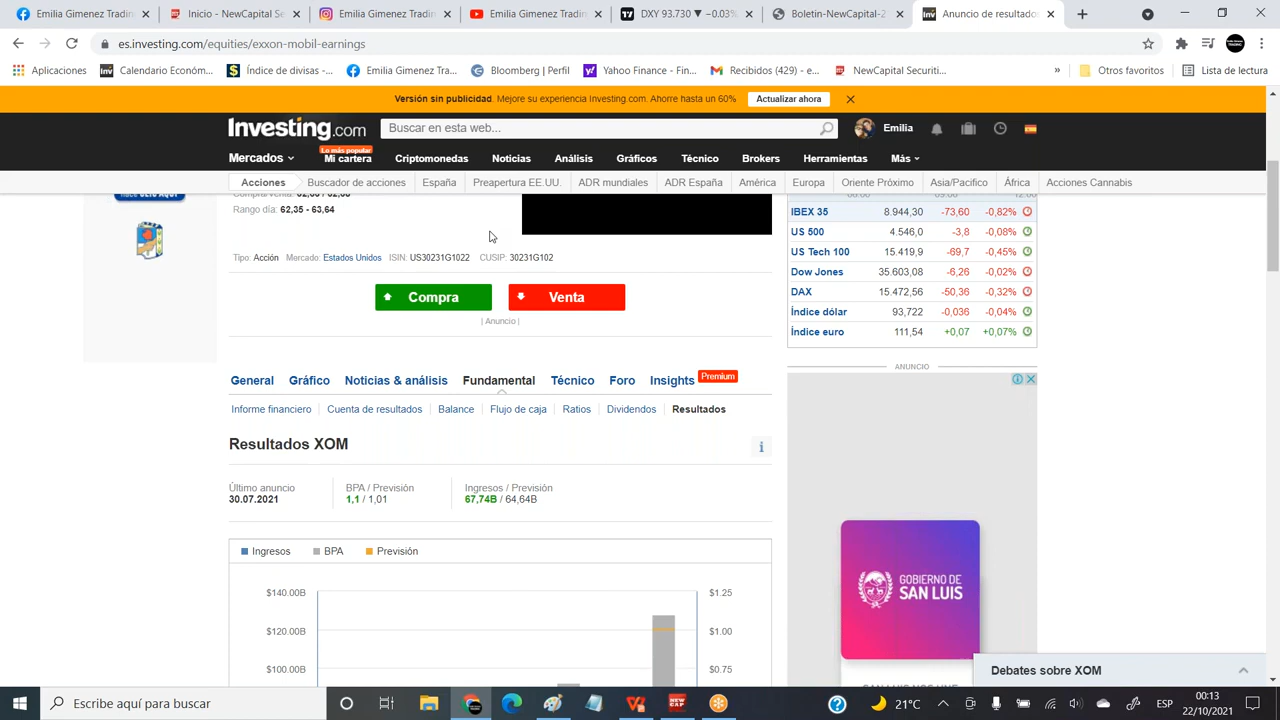 Emilia Gimenez Tradin
Inicio - NewCapital Se
Emilia Gimenez Tradin
Emilia Gimenez Tradin
DXY 93.730 ▼ −0.03%
Boletin-NewCapital-2
Anuncio de resultados
es.investing.com/equities/exxon-mobil-earnings
Aplicaciones
Calendario Económ...
Índice de divisas -...
Emilia Gimenez Tra...
Bloomberg | Perfil
Yahoo Finance - Fin...
Recibidos (429) - e...
NewCapital Securiti...
»
Otros favoritos
Lista de lectura
Versión sin publicidad. Mejore su experiencia Investing.com. Ahorre hasta un 60%
Actualizar ahora
Investing.com
Buscar en esta web...
Emilia
Lo más popular
Mercados
Mi cartera
Criptomonedas
Noticias
Análisis
Gráficos
Técnico
Brokers
Herramientas
Más
Acciones
Buscador de acciones
España
Preapertura EE.UU.
ADR mundiales
ADR España
América
Europa
Oriente Próximo
Asia/Pacífico
África
Acciones Cannabis
Rango día: 62,35 - 63,64
Tipo: Acción Mercado: Estados Unidos ISIN: US30231G1022 CUSIP: 30231G102
Compra
Venta
| Anuncio |
IBEX 35 8.944,30 -73,60 -0,82%
US 500 4.546,0 -3,8 -0,08%
US Tech 100 15.419,9 -69,7 -0,45%
Dow Jones 35.603,08 -6,26 -0,02%
DAX 15.472,56 -50,36 -0,32%
Índice dólar 93,722 -0,036 -0,04%
Índice euro 111,54 +0,07 +0,07%
ANUNCIO
General
Gráfico
Noticias & análisis
Fundamental
Técnico
Foro
Insights
Premium
Informe financiero
Cuenta de resultados
Balance
Flujo de caja
Ratios
Dividendos
Resultados
Resultados XOM
Último anuncio
30.07.2021
BPA / Previsión
1,1 / 1,01
Ingresos / Previsión
67,74B / 64,64B
Ingresos
BPA
Previsión
$140.00B
$1.25
$120.00B
$1.00
$100.00B
$0.75
GOBIERNO DE
SAN LUIS
Debates sobre XOM
Escribe aquí para buscar
NEW
CAP
21°C
ESP
00:13
22/10/2021